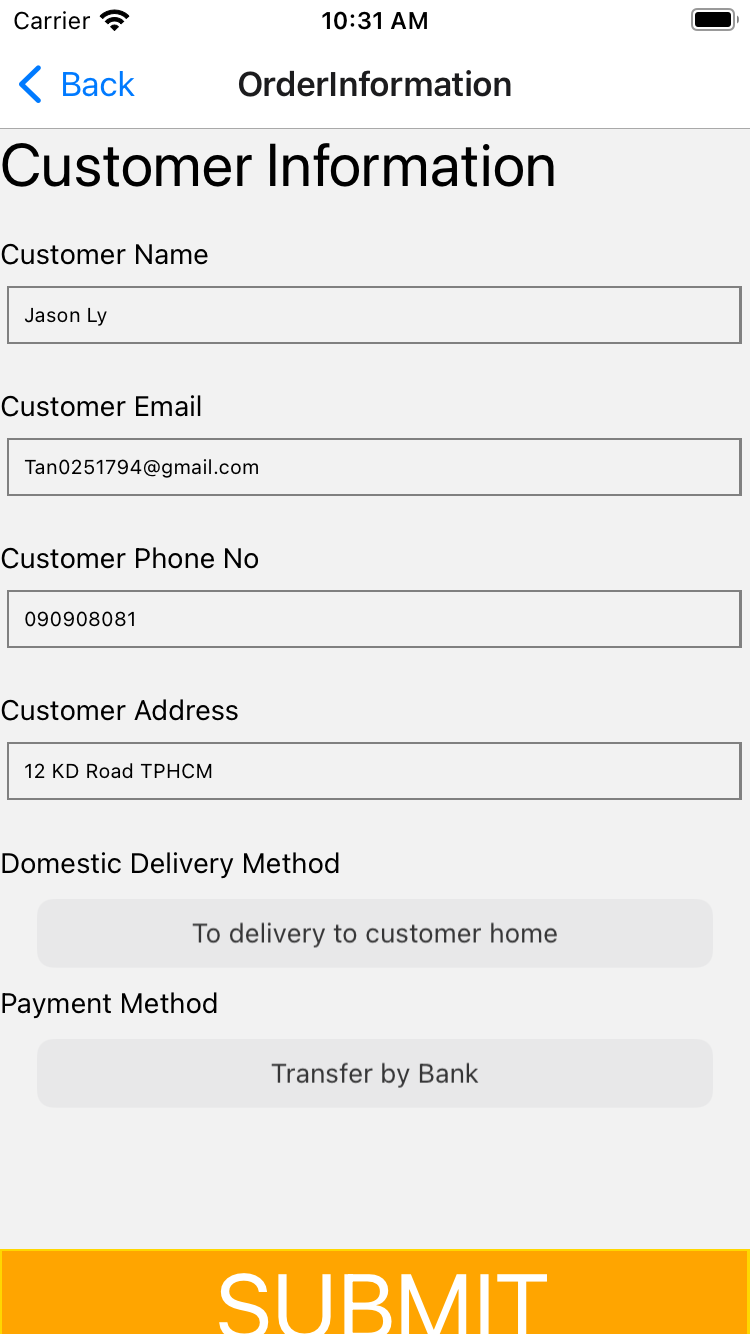 Carrier 10:31 AM
Back OrderInformation
Customer Information
Customer Name
Jason Ly
Customer Email
Tan0251794@gmail.com
Customer Phone No
090908081
Customer Address
12 KD Road TPHCM
Domestic Delivery Method
To delivery to customer home
Payment Method
Transfer by Bank
SUBMIT